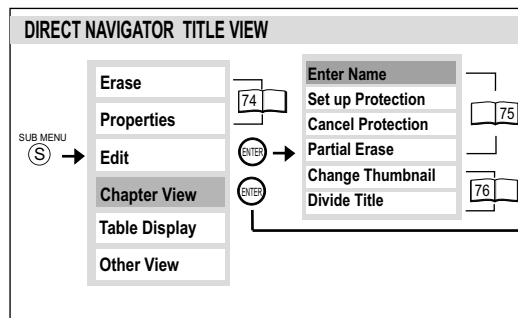 DIRECT NAVIGATOR TITLE VIEW
SUB MENU
S
Erase
Properties
74
Edit
ENTER
Chapter View
ENTER
Table Display
Other View
Enter Name
Set up Protection
Cancel Protection
Partial Erase
75
Change Thumbnail
Divide Title
76